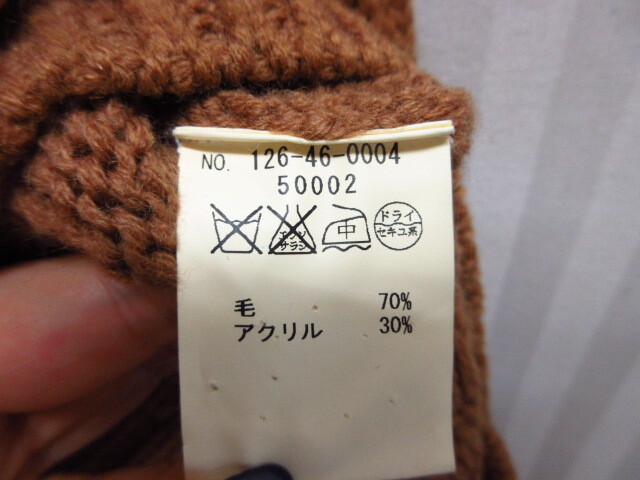 NO. 126-46-0004
50002
エンソ
サラシ
中
ドライ
セキユ系
毛 70%
アクリル 30%